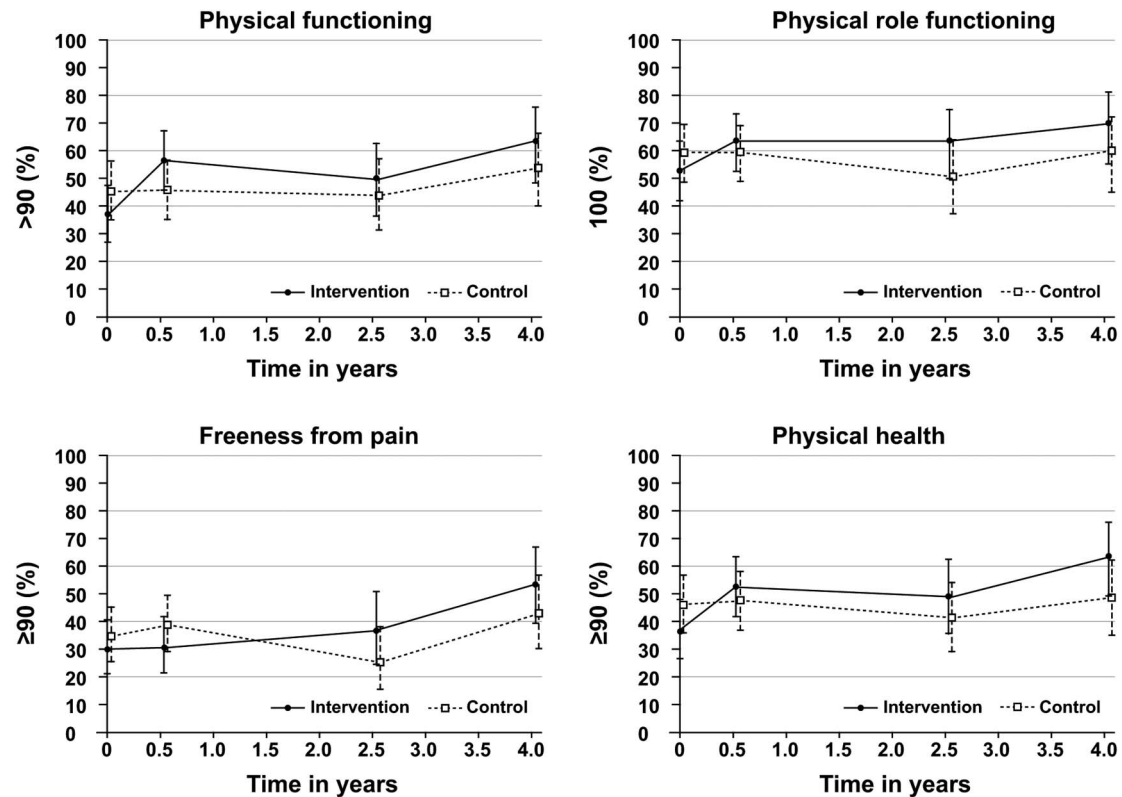 Physical functioning
100
90
80
70
60
50
40
30
20
10
0
>90 (%)
Intervention
Control
0 0.5 1.0 1.5 2.0 2.5 3.0 3.5 4.0
Time in years
Physical role functioning
100
90
80
70
60
50
40
30
20
10
0
100 (%)
Intervention
Control
0 0.5 1.0 1.5 2.0 2.5 3.0 3.5 4.0
Time in years
Freeness from pain
100
90
80
70
60
50
40
30
20
10
0
≥90 (%)
Intervention
Control
0 0.5 1.0 1.5 2.0 2.5 3.0 3.5 4.0
Time in years
Physical health
100
90
80
70
60
50
40
30
20
10
0
≥90 (%)
Intervention
Control
0 0.5 1.0 1.5 2.0 2.5 3.0 3.5 4.0
Time in years